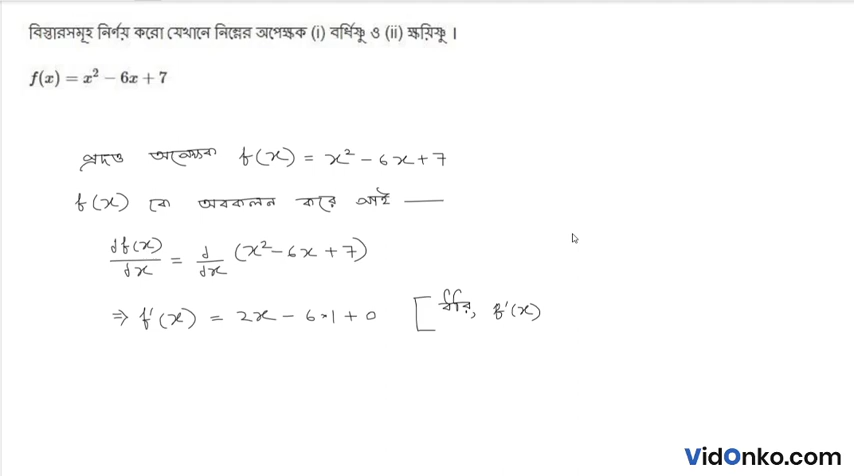 বিস্তারসমূহ নির্ণয় করো যেখানে নিম্নের অপেক্ষক (i) বর্ধিষ্ণু ও (ii) ক্ষয়িষ্ণু ।
f(x) = x² − 6x + 7
প্রদত্ত অপেক্ষক f(x) = x² − 6x + 7
f(x) কে অবকলন করে পাই —
df(x)/dx = d/dx (x² − 6x + 7)
⇒ f'(x) = 2x − 6·1 + 0 [ ধরি, f'(x)
VidOnko.com